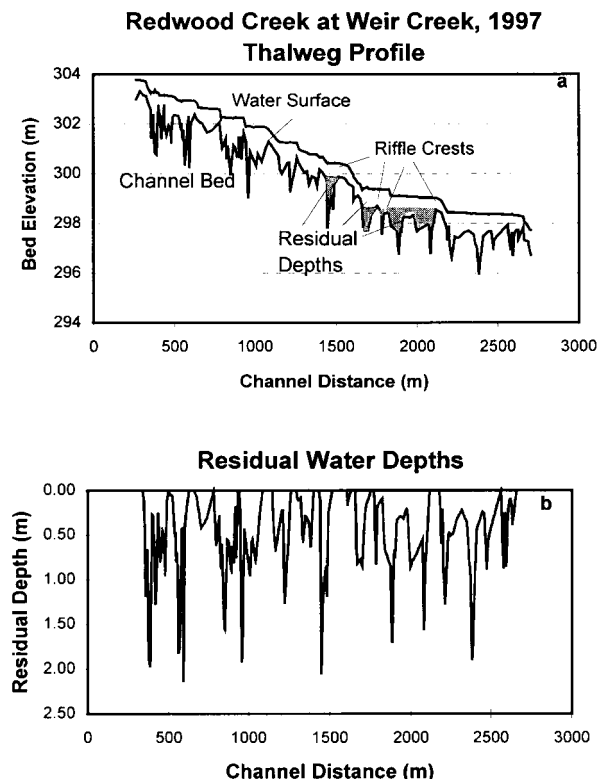 Redwood Creek at Weir Creek, 1997
Thalweg Profile
a
304
302
300
298
296
294
Bed Elevation (m)
Water Surface
Riffle Crests
Channel Bed
Residual
Depths
0 500 1000 1500 2000 2500 3000
Channel Distance (m)
Residual Water Depths
b
0.00
0.50
1.00
1.50
2.00
2.50
Residual Depth (m)
0 500 1000 1500 2000 2500 3000
Channel Distance (m)